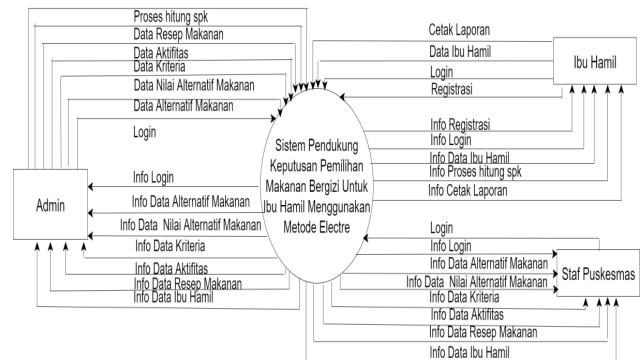 Proses hitung spk
Data Resep Makanan
Data Aktifitas
Data Kriteria
Data Nilai Alternatif Makanan
Data Alternatif Makanan
Login
Admin
Info Login
Info Data Alternatif Makanan
Info Data Nilai Alternatif Makanan
Info Data Kriteria
Info Data Aktifitas
Info Data Resep Makanan
Info Data Ibu Hamil
Sistem Pendukung
Keputusan Pemilihan
Makanan Bergizi Untuk
Ibu Hamil Menggunakan
Metode Electre
Cetak Laporan
Data Ibu Hamil
Login
Registrasi
Ibu Hamil
Info Registrasi
Info Login
Info Data Ibu Hamil
Info Proses hitung spk
Info Cetak Laporan
Login
Info Login
Info Data Alternatif Makanan
Info Data Nilai Alternatif Makanan
Info Data Kriteria
Info Data Aktifitas
Info Data Resep Makanan
Info Data Ibu Hamil
Staf Puskesmas